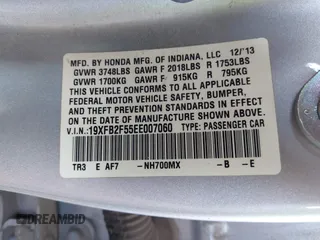 MFD. BY HONDA MFG. OF INDIANA, LLC 12/'13
GVWR 3748LBS GAWR F 2018LBS R 1753LBS
GVWR 1700KG GAWR F 915KG R 795KG
THIS VEHICLE CONFORMS TO ALL APPLICABLE
FEDERAL MOTOR VEHICLE SAFETY, BUMPER,
AND THEFT PREVENTION STANDARDS IN EFFECT
ON THE DATE OF MANUFACTURE SHOWN ABOVE.
V.I.N.: 19XFB2F55EE007060 TYPE: PASSENGER CAR
TR3 E AF7 -NH700MX -B -E
DREAMBID